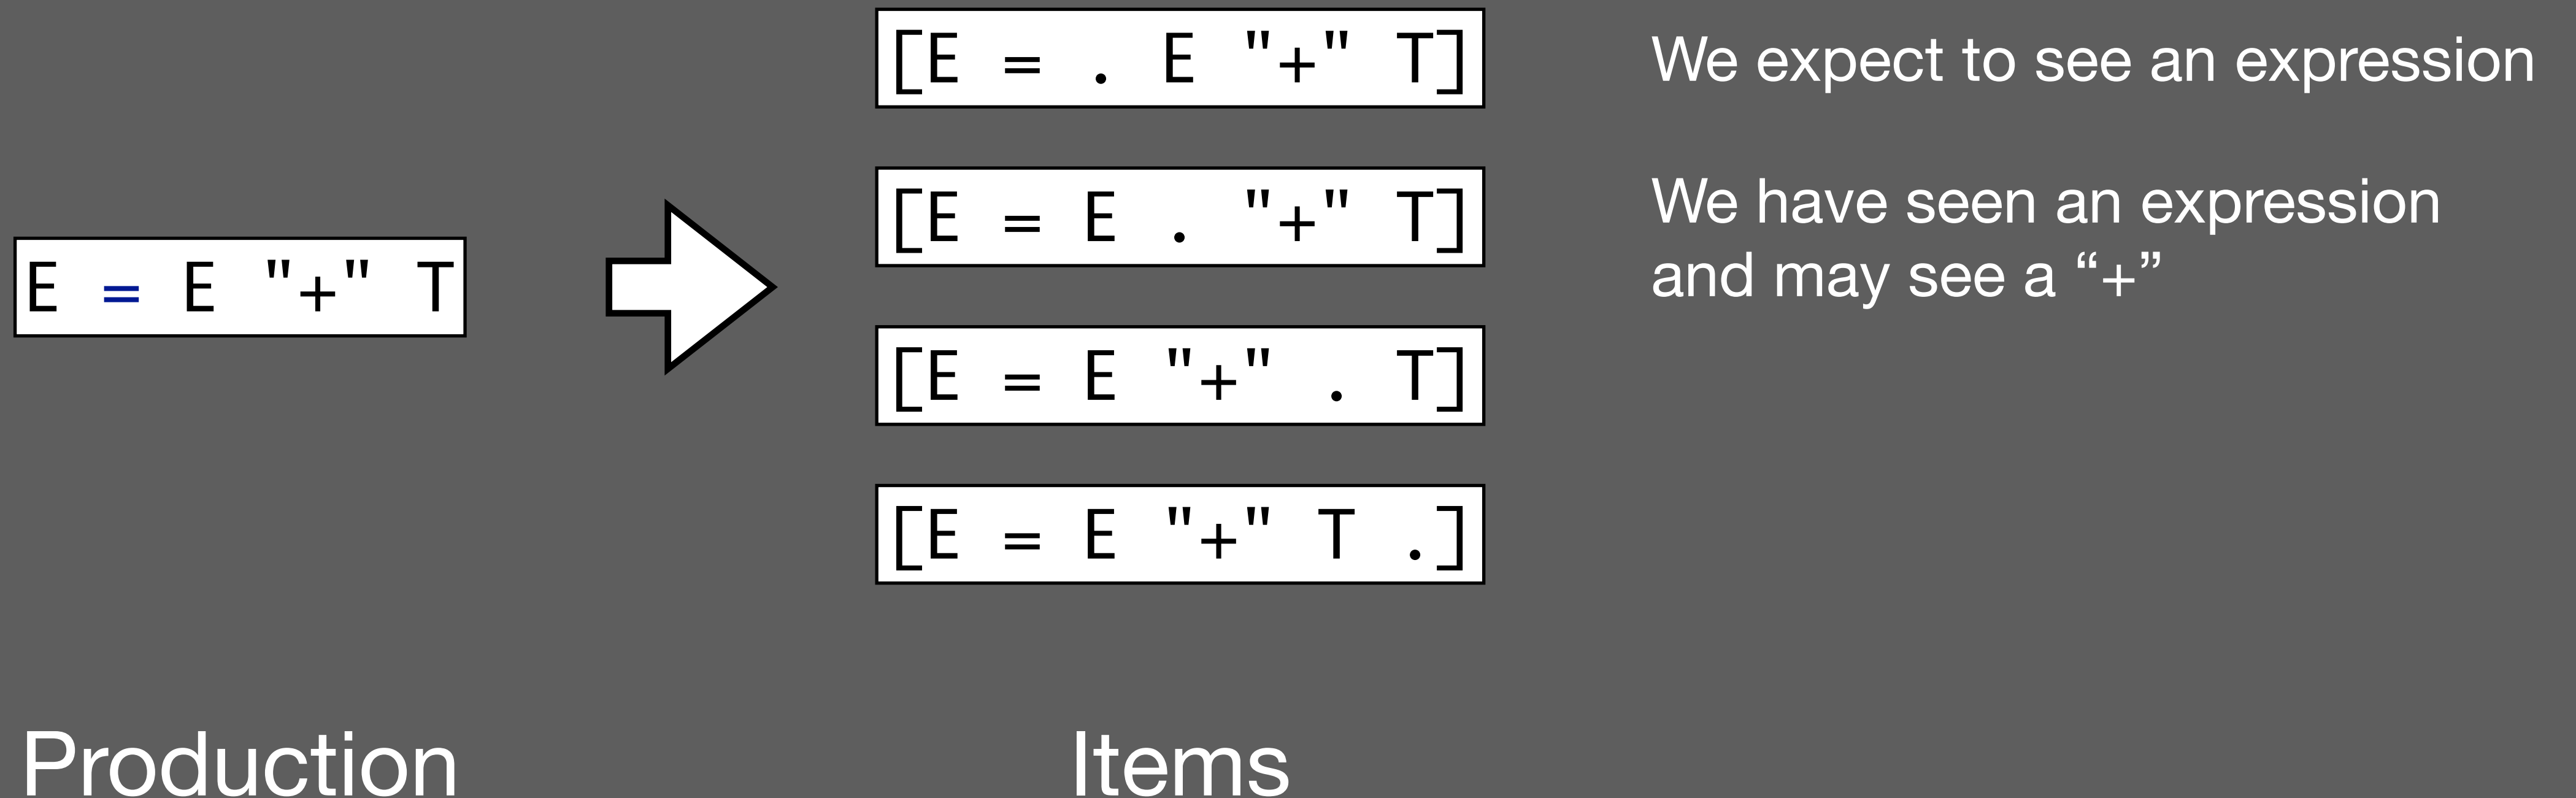 [E = . E "+" T]
We expect to see an expression
[E = E . "+" T]
We have seen an expression
and may see a “+”
E = E "+" T
[E = E "+" . T]
[E = E "+" T .]
Production
Items